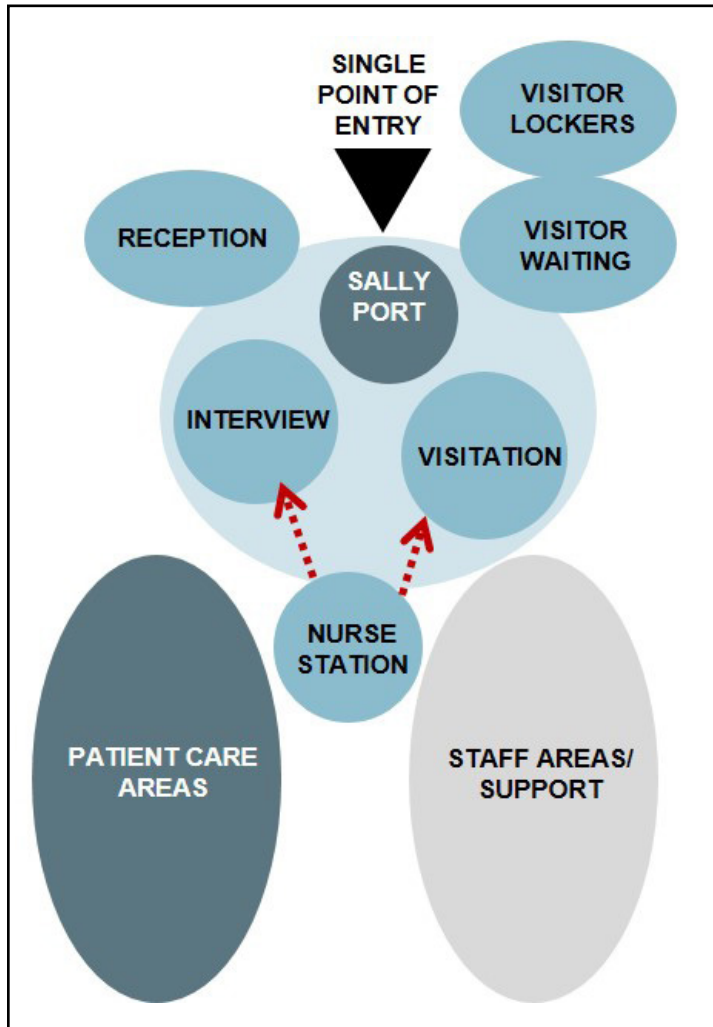 SINGLE
POINT OF
ENTRY
VISITOR
LOCKERS
RECEPTION
VISITOR
WAITING
SALLY
PORT
INTERVIEW
VISITATION
NURSE
STATION
PATIENT CARE
AREAS
STAFF AREAS/
SUPPORT